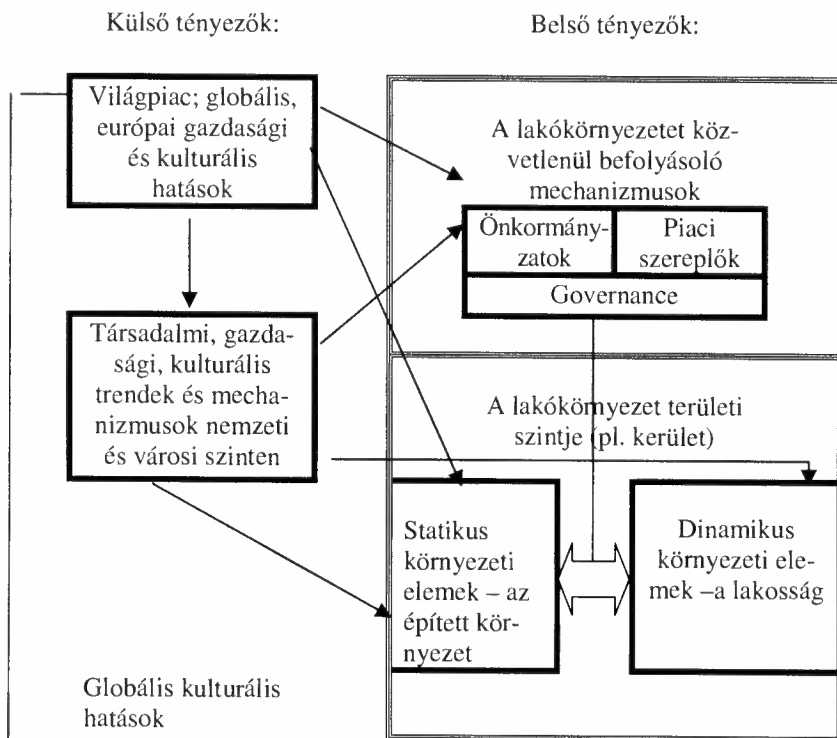 Külső tényezők:
Belső tényezők:
Világpiac; globális,
európai gazdasági
és kulturális
hatások
A lakókörnyezetet köz-
vetlenül befolyásoló
mechanizmusok
Önkormány-
zatok
Piaci
szereplők
Governance
Társadalmi, gazda-
sági, kulturális
trendek és mecha-
nizmusok nemzeti
és városi szinten
A lakókörnyezet területi
szintje (pl. kerület)
Statikus
környezeti
elemek – az
épített kör-
nyezet
Dinamikus
környezeti ele-
mek –a lakosság
Globális kulturális
hatások